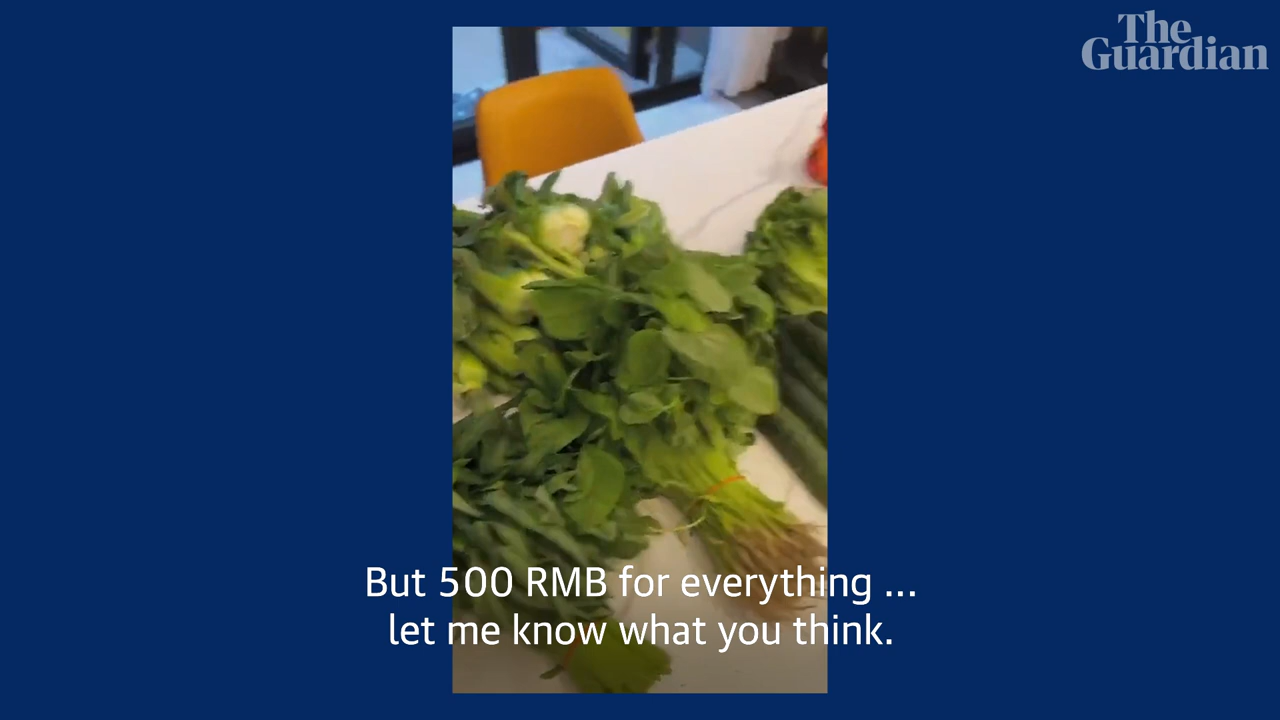 The
Guardian
But 500 RMB for everything ...
let me know what you think.